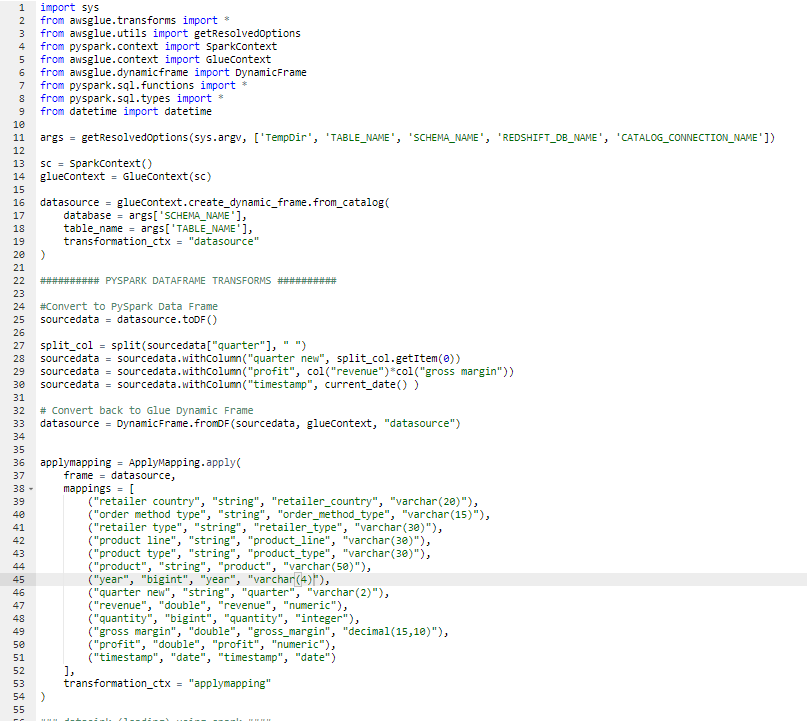 1 import sys
2 from awsglue.transforms import *
3 from awsglue.utils import getResolvedOptions
4 from pyspark.context import SparkContext
5 from awsglue.context import GlueContext
6 from awsglue.dynamicframe import DynamicFrame
7 from pyspark.sql.functions import *
8 from pyspark.sql.types import *
9 from datetime import datetime
10
11 args = getResolvedOptions(sys.argv, ['TempDir', 'TABLE_NAME', 'SCHEMA_NAME', 'REDSHIFT_DB_NAME', 'CATALOG_CONNECTION_NAME'])
12
13 sc = SparkContext()
14 glueContext = GlueContext(sc)
15
16 datasource = glueContext.create_dynamic_frame.from_catalog(
17     database = args['SCHEMA_NAME'],
18     table_name = args['TABLE_NAME'],
19     transformation_ctx = "datasource"
20 )
21
22 ########## PYSPARK DATAFRAME TRANSFORMS ##########
23
24 #Convert to PySpark Data Frame
25 sourcedata = datasource.toDF()
26
27 split_col = split(sourcedata["quarter"], " ")
28 sourcedata = sourcedata.withColumn("quarter new", split_col.getItem(0))
29 sourcedata = sourcedata.withColumn("profit", col("revenue")*col("gross margin"))
30 sourcedata = sourcedata.withColumn("timestamp", current_date() )
31
32 # Convert back to Glue Dynamic Frame
33 datasource = DynamicFrame.fromDF(sourcedata, glueContext, "datasource")
34
35
36 applymapping = ApplyMapping.apply(
37     frame = datasource,
38     mappings = [
39         ("retailer country", "string", "retailer_country", "varchar(20)"),
40         ("order method type", "string", "order_method_type", "varchar(15)"),
41         ("retailer type", "string", "retailer_type", "varchar(30)"),
42         ("product line", "string", "product_line", "varchar(30)"),
43         ("product type", "string", "product_type", "varchar(30)"),
44         ("product", "string", "product", "varchar(50)"),
45         ("year", "bigint", "year", "varchar(4)"),
46         ("quarter new", "string", "quarter", "varchar(2)"),
47         ("revenue", "double", "revenue", "numeric"),
48         ("quantity", "bigint", "quantity", "integer"),
49         ("gross margin", "double", "gross_margin", "decimal(15,10)"),
50         ("profit", "double", "profit", "numeric"),
51         ("timestamp", "date", "timestamp", "date")
52     ],
53     transformation_ctx = "applymapping"
54 )
55